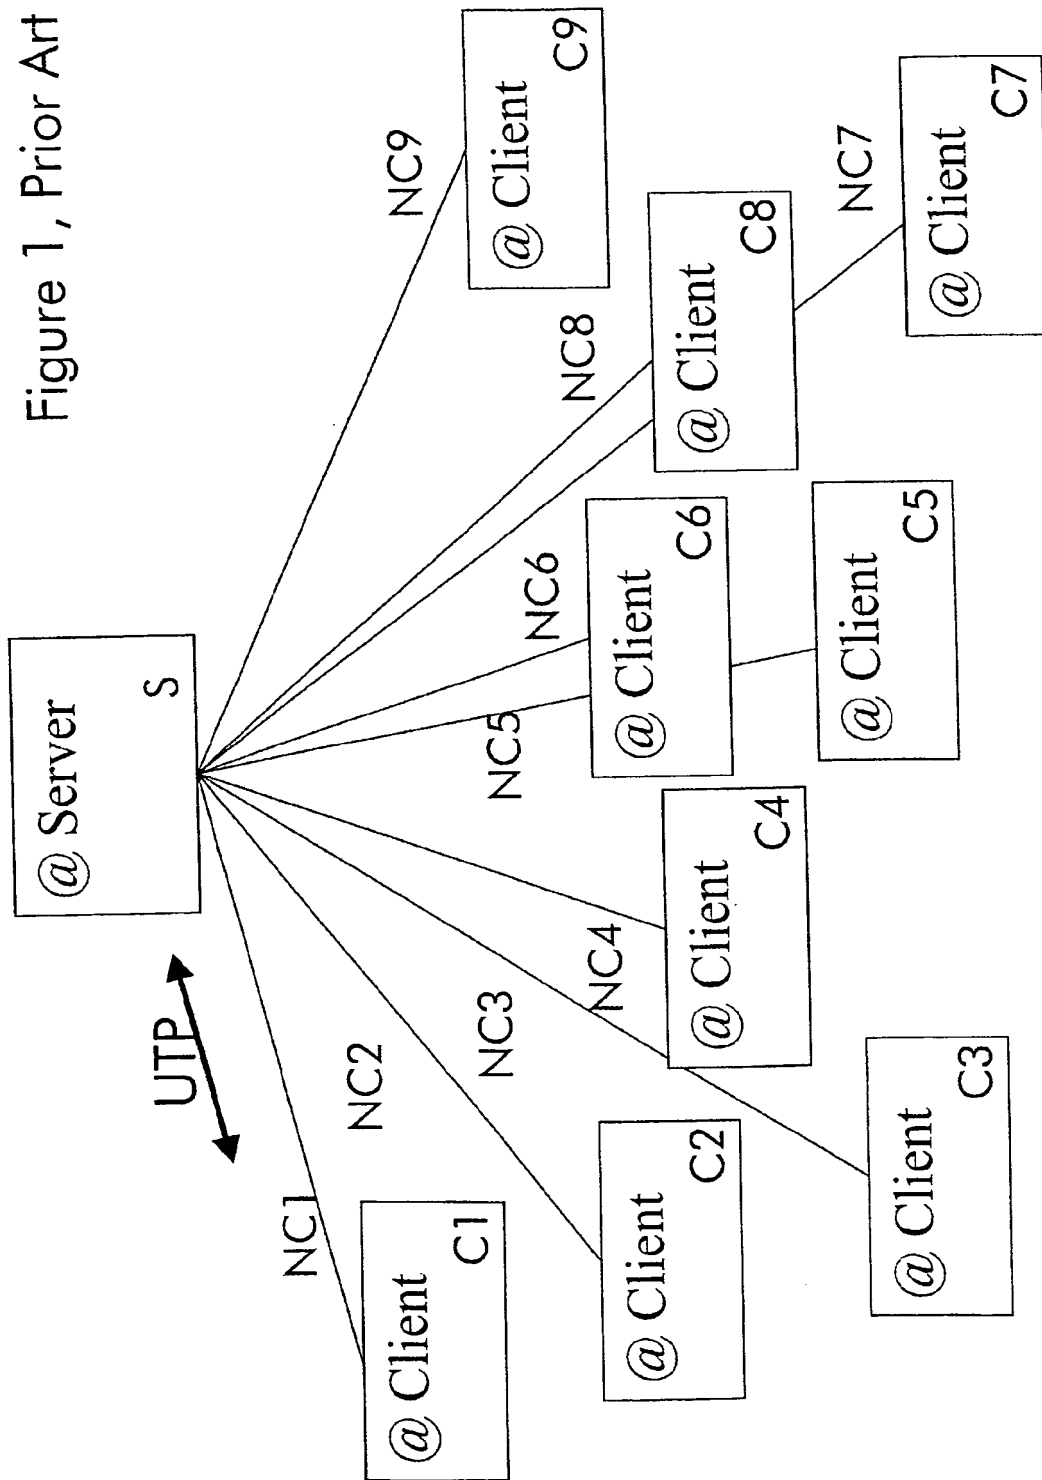 Figure 1, Prior Art
@ Server
S
UTP
NC1
NC2
NC3
NC4
NC5
NC6
NC8
NC9
NC7
@ Client
C1
@ Client
C2
@ Client
C3
@ Client
C4
@ Client
C6
@ Client
C5
@ Client
C8
@ Client
C9
@ Client
C7